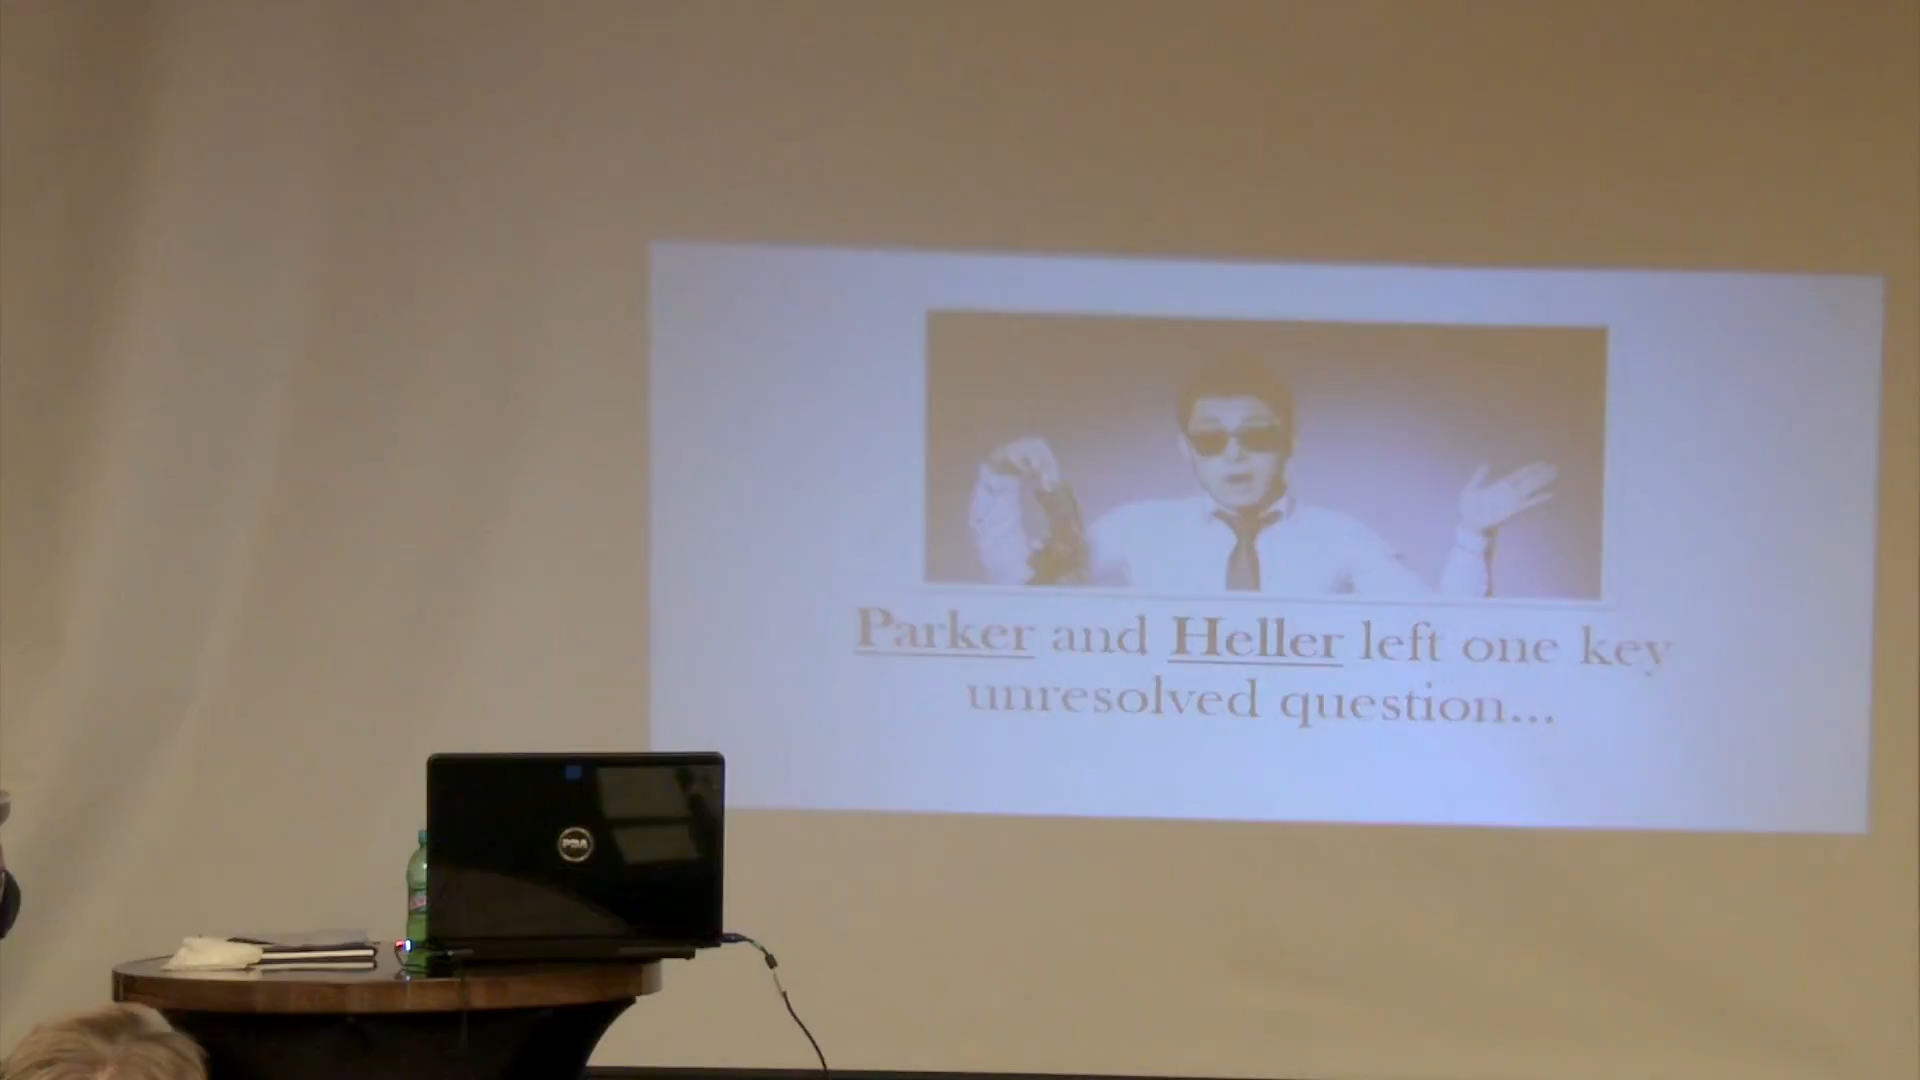 Parker and Heller left one key
unresolved question...